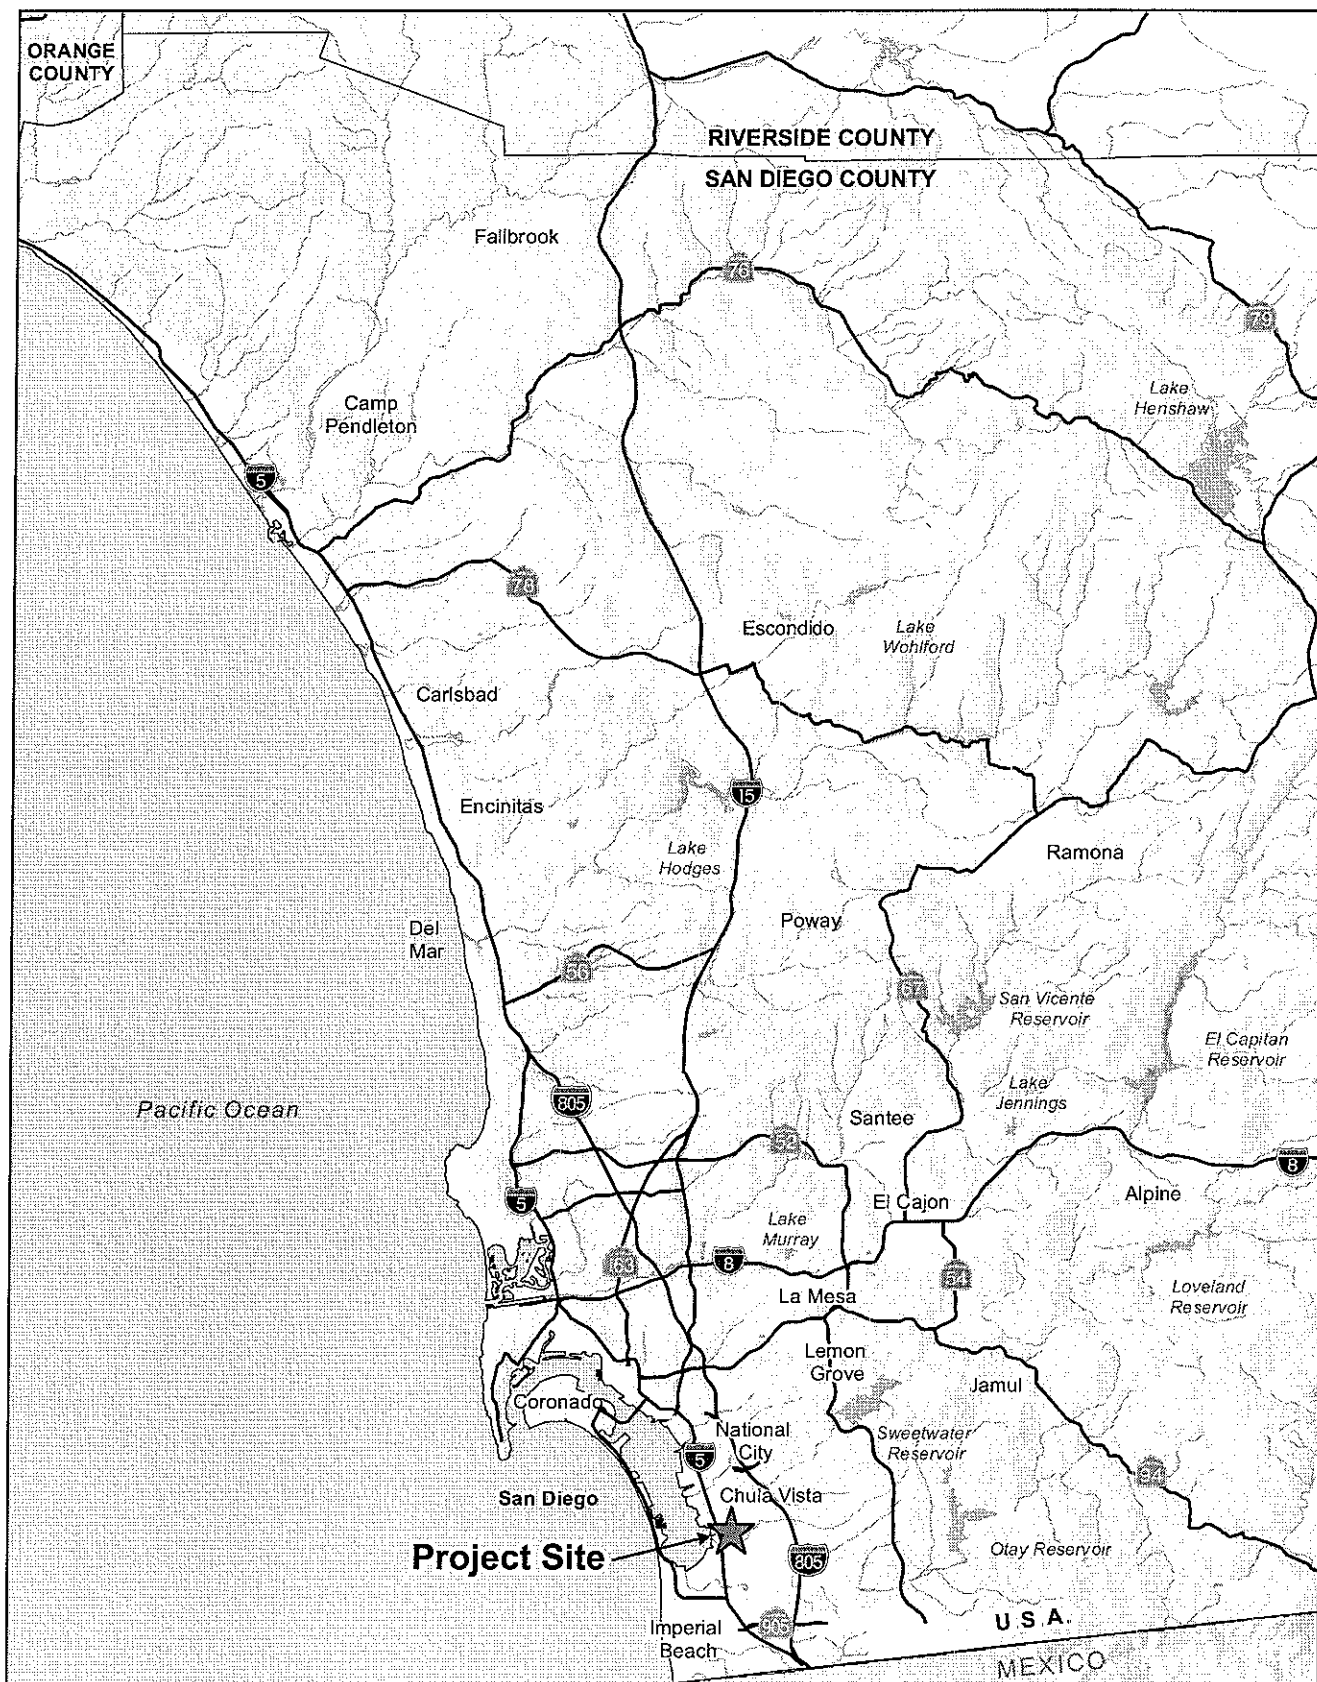 ORANGE
COUNTY
RIVERSIDE COUNTY
SAN DIEGO COUNTY
Fallbrook
76
79
Lake
Henshaw
Camp
Pendleton
5
78
Escondido
Lake
Wohlford
Carlsbad
15
Encinitas
Lake
Hodges
Ramona
Poway
Del
Mar
56
67
San Vicente
Reservoir
El Capitan
Reservoir
Lake
Jennings
805
Pacific Ocean
Santee
52
8
5
El Cajon
Alpine
Lake
Murray
163
8
54
La Mesa
Loveland
Reservoir
Lemon
Grove
Jamul
Coronado
National
City
Sweetwater
Reservoir
5
94
San Diego
Chula Vista
Project Site
805
Otay Reservoir
Imperial
Beach
905
U.S.A.
MEXICO